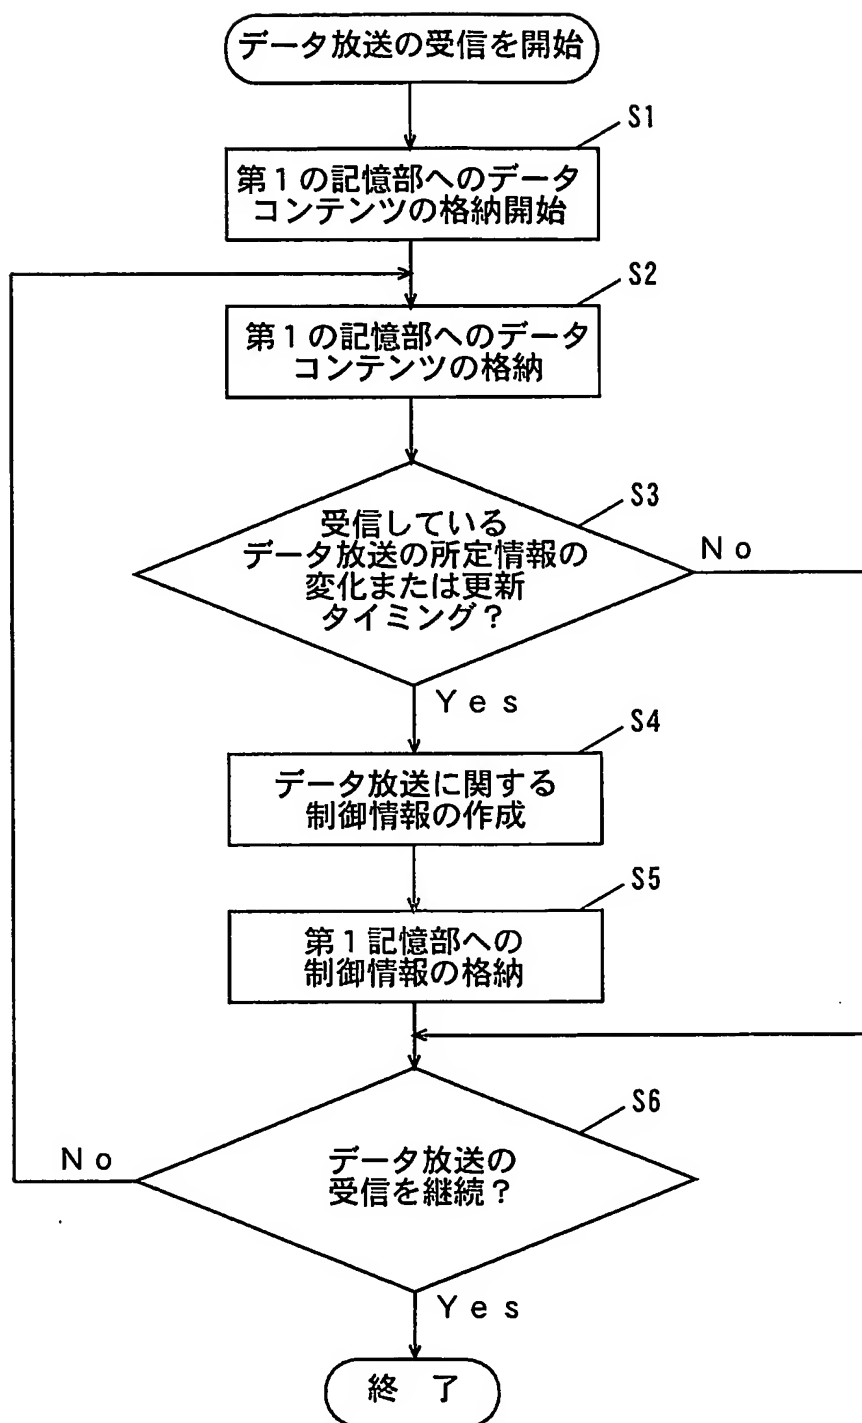 データ放送の受信を開始
S1
第1の記憶部へのデータ
コンテンツの格納開始
S2
第1の記憶部へのデータ
コンテンツの格納
S3
受信している
データ放送の所定情報の
変化または更新
タイミング?
No
Yes
S4
データ放送に関する
制御情報の作成
S5
第1記憶部への
制御情報の格納
S6
データ放送の
受信を継続?
No
Yes
終 了